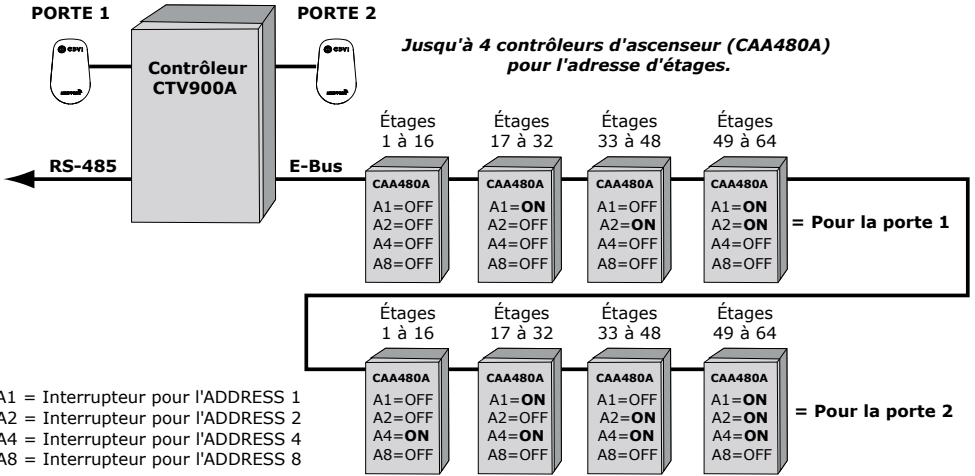 PORTE 1
PORTE 2
CDVI
CDVI
Jusqu'à 4 contrôleurs d'ascenseur (CAA480A)
pour l'adresse d'étages.
Contrôleur
CTV900A
RS-485
E-Bus
Étages
1 à 16
Étages
17 à 32
Étages
33 à 48
Étages
49 à 64
CAA480A
A1=OFF
A2=OFF
A4=OFF
A8=OFF
CAA480A
A1=ON
A2=OFF
A4=OFF
A8=OFF
CAA480A
A1=OFF
A2=ON
A4=OFF
A8=OFF
CAA480A
A1=ON
A2=ON
A4=OFF
A8=OFF
= Pour la porte 1
Étages
1 à 16
Étages
17 à 32
Étages
33 à 48
Étages
49 à 64
CAA480A
A1=OFF
A2=OFF
A4=ON
A8=OFF
CAA480A
A1=ON
A2=OFF
A4=ON
A8=OFF
CAA480A
A1=OFF
A2=ON
A4=ON
A8=OFF
CAA480A
A1=ON
A2=ON
A4=ON
A8=OFF
= Pour la porte 2
A1 = Interrupteur pour l'ADDRESS 1
A2 = Interrupteur pour l'ADDRESS 2
A4 = Interrupteur pour l'ADDRESS 4
A8 = Interrupteur pour l'ADDRESS 8